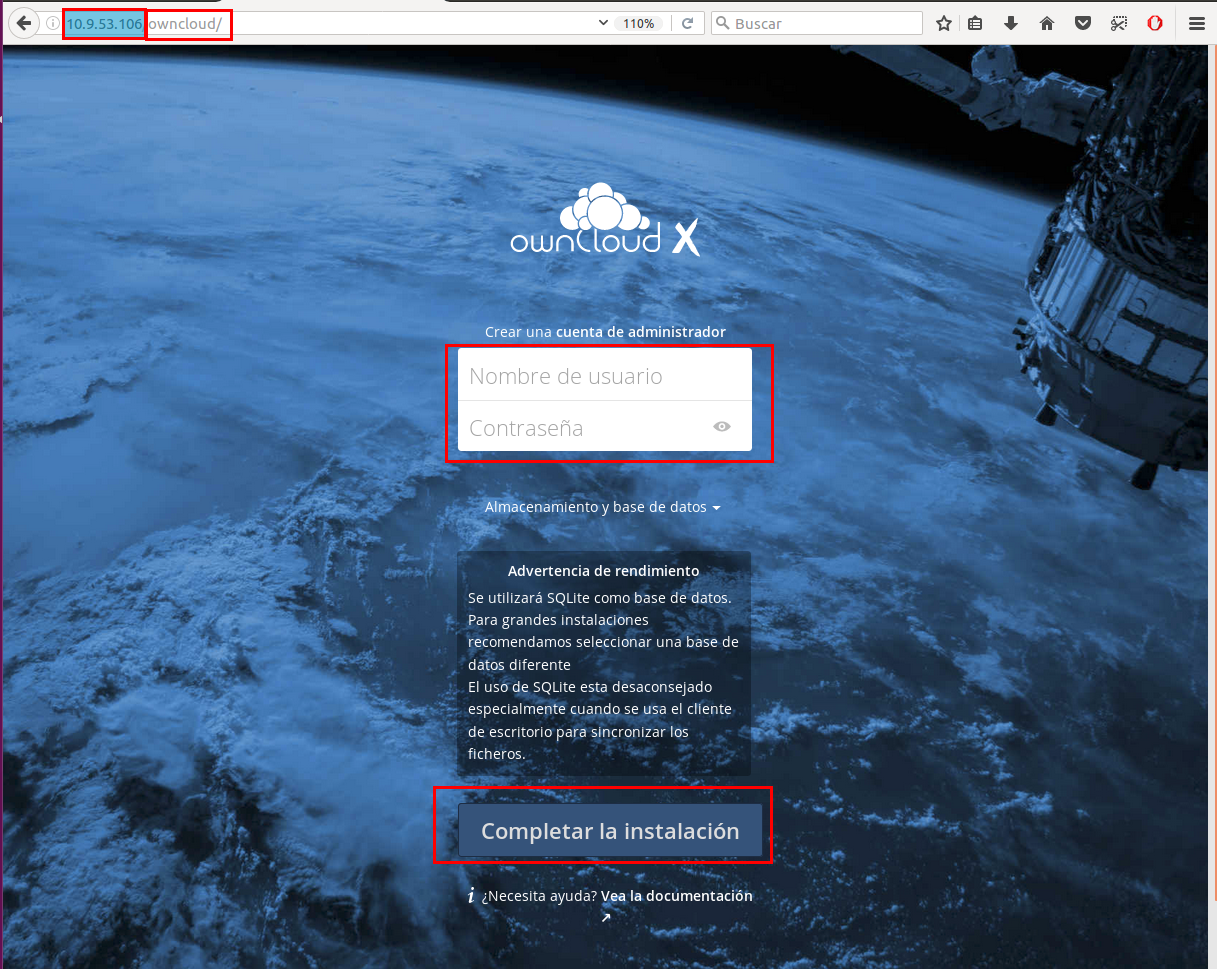 10.9.53.106/owncloud/
110%
Buscar
ownCloud X
Crear una cuenta de administrador
Nombre de usuario
Contraseña
Almacenamiento y base de datos
Advertencia de rendimiento
Se utilizará SQLite como base de datos.
Para grandes instalaciones
recomendamos seleccionar una base de
datos diferente
El uso de SQLite esta desaconsejado
especialmente cuando se usa el cliente
de escritorio para sincronizar los
ficheros.
Completar la instalación
¿Necesita ayuda? Vea la documentación